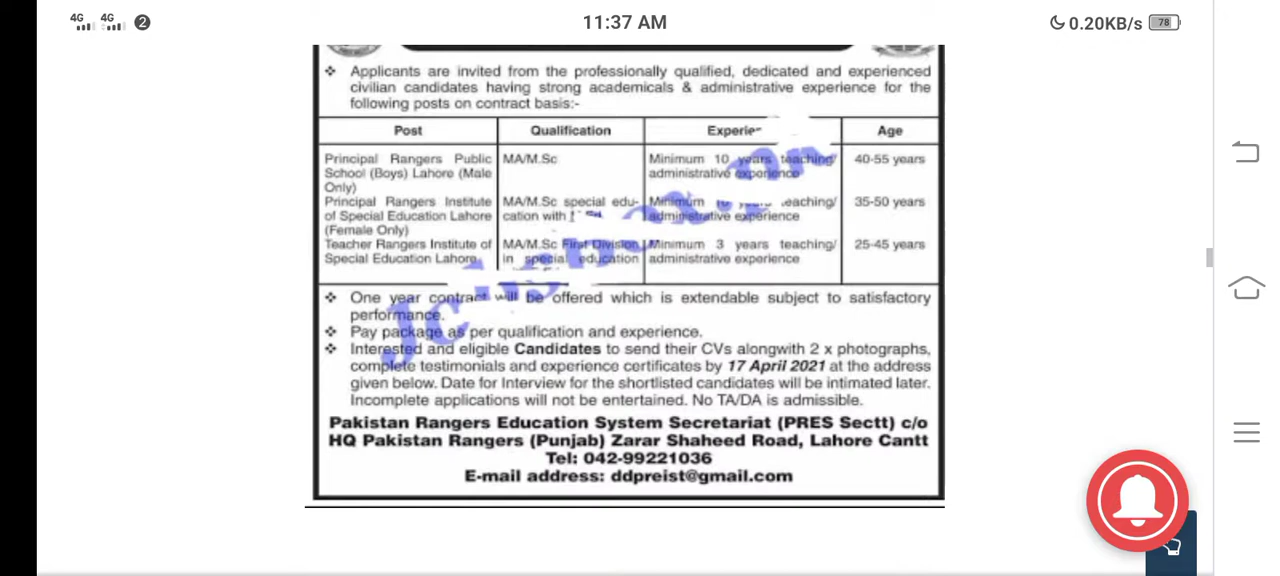 4G 4G 2 11:37 AM 0.20KB/s 78
❖ Applicants are invited from the professionally qualified, dedicated and experienced
civilian candidates having strong academicals & administrative experience for the
following posts on contract basis:-
Post Qualification Age
Principal Rangers Public MA/M.Sc Minimum 10 years teaching/ 40-55 years
School (Boys) Lahore (Male administrative experience
Only)
Principal Rangers Institute MA/M.Sc special edu- Minimum teaching/ 35-50 years
of Special Education Lahore cation with administrative experience
(Female Only)
Teacher Rangers Institute of MA/M.Sc First Division Minimum 3 years teaching/ 25-45 years
Special Education Lahore in special education administrative experience
❖ One year contract will be offered which is extendable subject to satisfactory
performance.
❖ Pay package as per qualification and experience.
❖ Interested and eligible Candidates to send their CVs alongwith 2 x photographs,
complete testimonials and experience certificates by 17 April 2021 at the address
given below. Date for Interview for the shortlisted candidates will be intimated later.
Incomplete applications will not be entertained. No TA/DA is admissible.
Pakistan Rangers Education System Secretariat (PRES Sectt) c/o
HQ Pakistan Rangers (Punjab) Zarar Shaheed Road, Lahore Cantt
Tel: 042-99221036
E-mail address: ddpreist@gmail.com